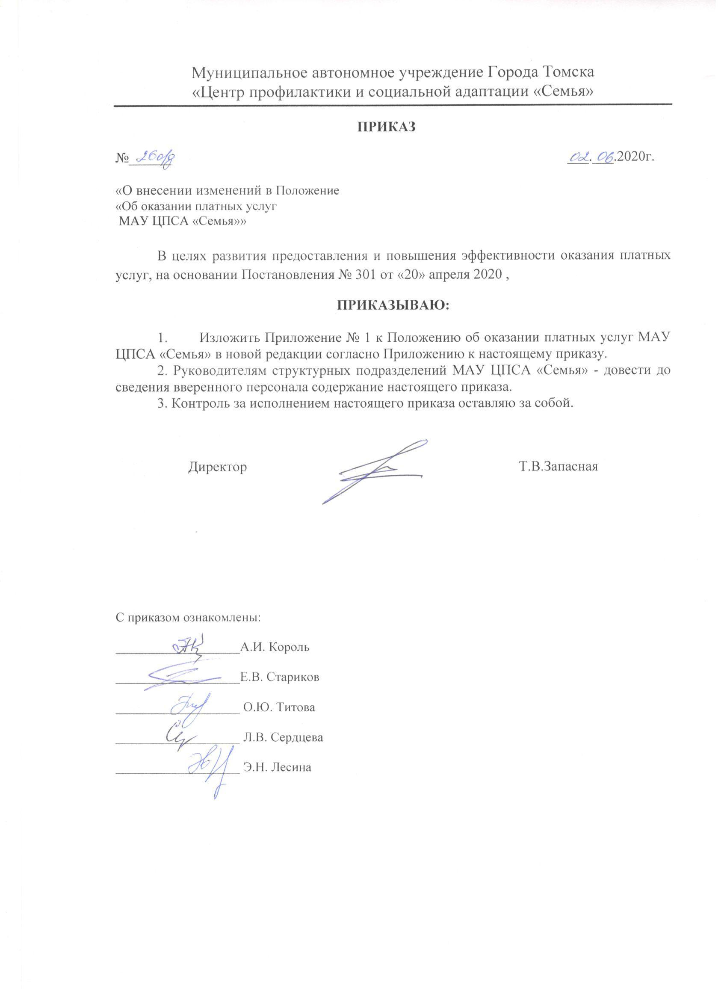 Муниципальное автономное учреждение Города Томска
«Центр профилактики и социальной адаптации «Семья»
ПРИКАЗ
№ 26о/д 02.06.2020г.
«О внесении изменений в Положение
«Об оказании платных услуг
МАУ ЦПСА «Семья»»
В целях развития предоставления и повышения эффективности оказания платных
услуг, на основании Постановления № 301 от «20» апреля 2020 ,
ПРИКАЗЫВАЮ:
1. Изложить Приложение № 1 к Положению об оказании платных услуг МАУ
ЦПСА «Семья» в новой редакции согласно Приложению к настоящему приказу.
2. Руководителям структурных подразделений МАУ ЦПСА «Семья» - довести до
сведения вверенного персонала содержание настоящего приказа.
3. Контроль за исполнением настоящего приказа оставляю за собой.
Директор Т.В.Запасная
С приказом ознакомлены:
А.И. Король
Е.В. Стариков
О.Ю. Титова
Л.В. Сердцева
Э.Н. Лесина